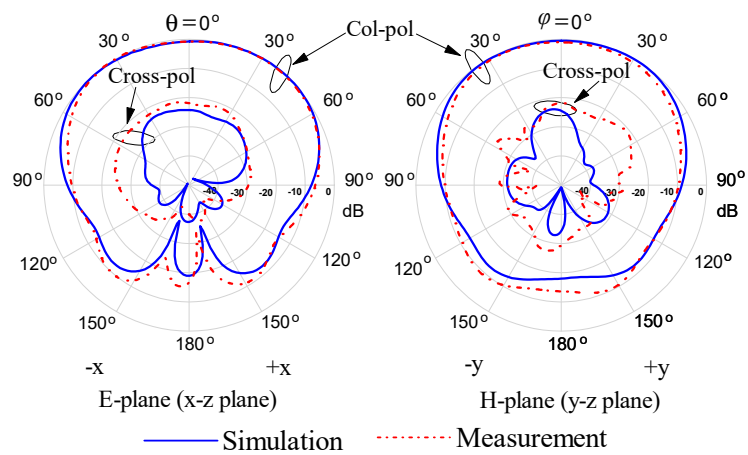 θ=0° Col-pol φ=0°
30° 30° 30° 30°
Cross-pol Cross-pol
60° 60° 60° 60°
90° -40 -30 -20 -10 0 90° 90° -40 -30 -20 -10 0 90°
dB dB
120° 120° 120° 120°
150° 150° 150° 150°
180° 180°
-x +x -y +y
E-plane (x-z plane) H-plane (y-z plane)
Simulation Measurement